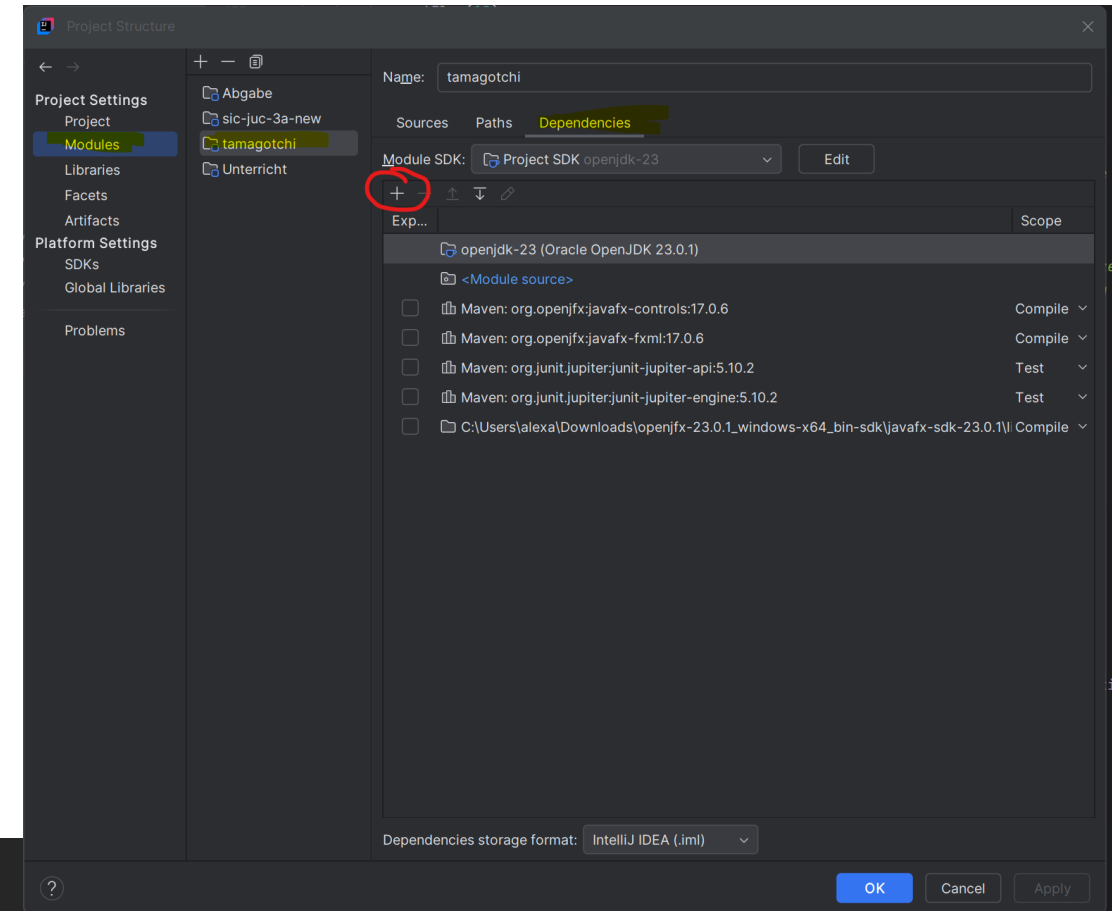 Project Structure
Project Settings
Project
Modules
Libraries
Facets
Artifacts
Platform Settings
SDKs
Global Libraries
Problems
Abgabe
sic-juc-3a-new
tamagotchi
Unterricht
Name: tamagotchi
Sources Paths Dependencies
Module SDK: Project SDK openjdk-23 Edit
Exp... Scope
openjdk-23 (Oracle OpenJDK 23.0.1)
<Module source>
Maven: org.openjfx:javafx-controls:17.0.6 Compile
Maven: org.openjfx:javafx-fxml:17.0.6 Compile
Maven: org.junit.jupiter:junit-jupiter-api:5.10.2 Test
Maven: org.junit.jupiter:junit-jupiter-engine:5.10.2 Test
C:\Users\alexa\Downloads\openjfx-23.0.1_windows-x64_bin-sdk\javafx-sdk-23.0.1\li Compile
Dependencies storage format: IntelliJ IDEA (.iml)
? OK Cancel Apply